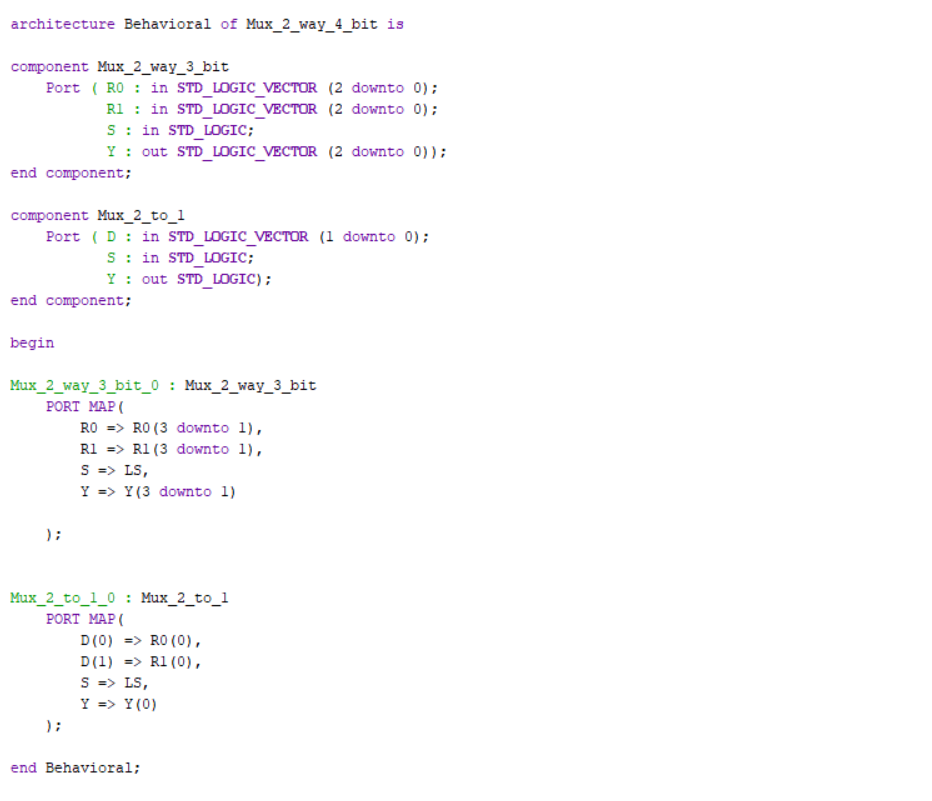 architecture Behavioral of Mux_2_way_4_bit is
component Mux_2_way_3_bit
Port ( R0 : in STD_LOGIC_VECTOR (2 downto 0);
R1 : in STD_LOGIC_VECTOR (2 downto 0);
S : in STD_LOGIC;
Y : out STD_LOGIC_VECTOR (2 downto 0));
end component;
component Mux_2_to_1
Port ( D : in STD_LOGIC_VECTOR (1 downto 0);
S : in STD_LOGIC;
Y : out STD_LOGIC);
end component;
begin
Mux_2_way_3_bit_0 : Mux_2_way_3_bit
PORT MAP(
R0 => R0(3 downto 1),
R1 => R1(3 downto 1),
S => LS,
Y => Y(3 downto 1)
);
Mux_2_to_1_0 : Mux_2_to_1
PORT MAP(
D(0) => R0(0),
D(1) => R1(0),
S => LS,
Y => Y(0)
);
end Behavioral;